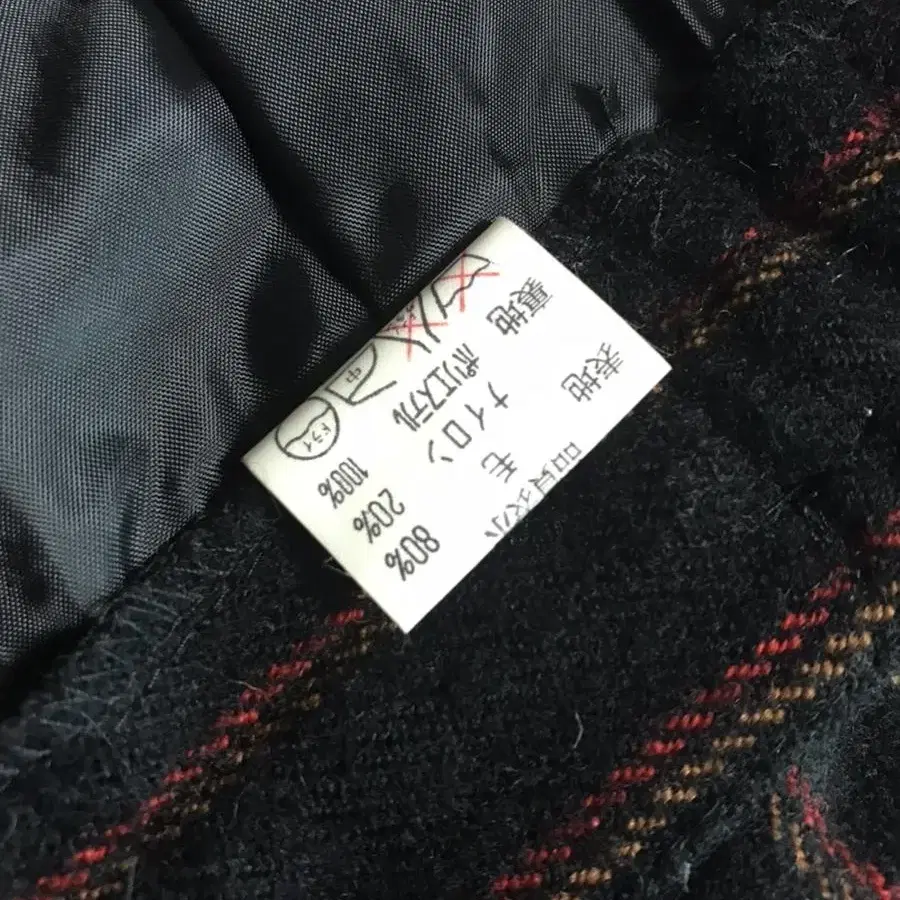 品質表示
表地 毛 80%
ナイロン 20%
裏地 ポリエステル 100%
中
ドライ